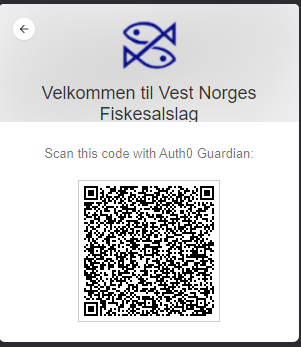 Velkommen til Vest Norges
Fiskesalslag
Scan this code with Auth0 Guardian: